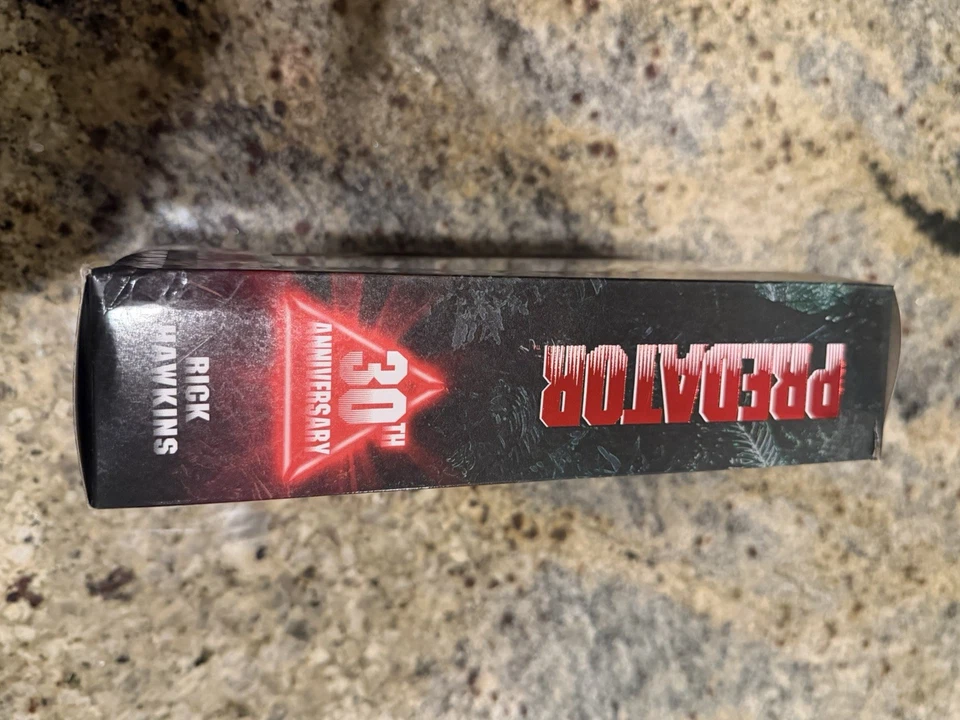 PREDATOR
30TH
ANNIVERSARY
RICK
HAWKINS